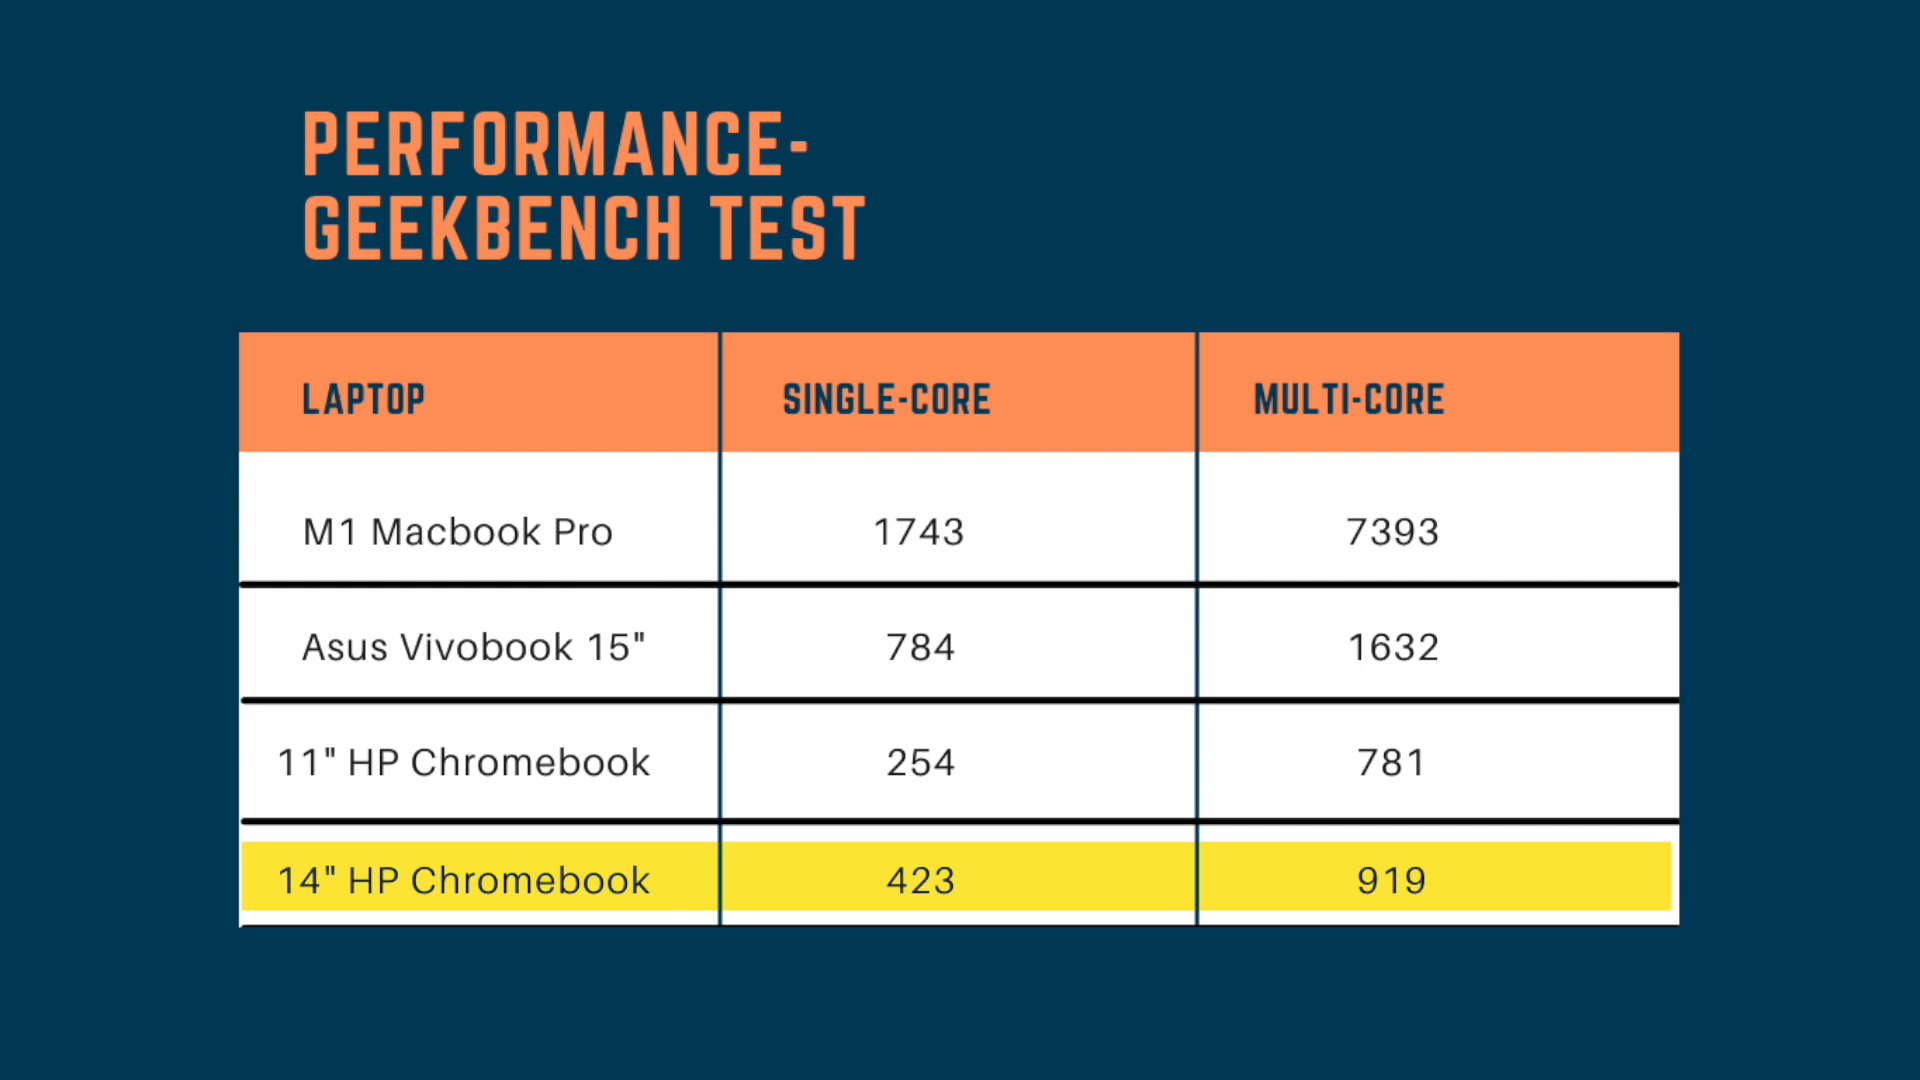 PERFORMANCE-
GEEKBENCH TEST
LAPTOP SINGLE-CORE MULTI-CORE
M1 Macbook Pro 1743 7393
Asus Vivobook 15" 784 1632
11" HP Chromebook 254 781
14" HP Chromebook 423 919